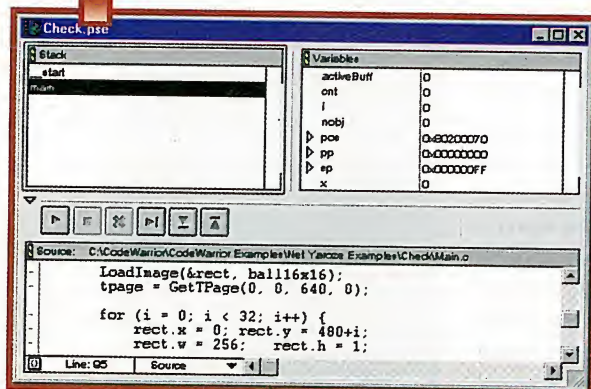 Check.pse
Stack
__start
main
Variables
activeBuff 0
cnt 0
i 0
nobj 0
pos 0x80200070
pp 0x00000000
sp 0x000000FF
x 0
Source: C:\CodeWarrior\CodeWarrior Examples\Net Yaroze Examples\Check\Main.c
LoadImage(&rect, ball16x16);
tpage = GetTPage(0, 0, 640, 0);
for (i = 0; i < 32; i++) {
rect.x = 0; rect.y = 480+i;
rect.w = 256; rect.h = 1;
Line: 95 Source